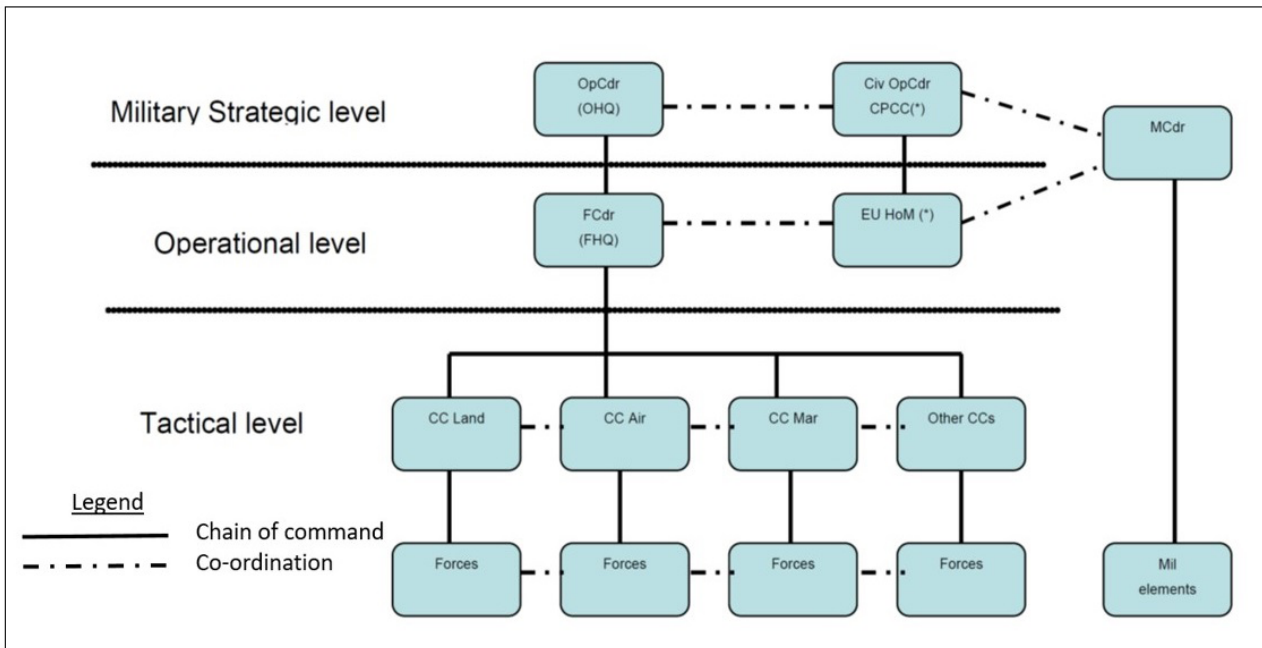 Military Strategic level
OpCdr
(OHQ)
Civ OpCdr
CPCC(*)
MCdr
Operational level
FCdr
(FHQ)
EU HoM (*)
Tactical level
CC Land
CC Air
CC Mar
Other CCs
Legend
Chain of command
Co-ordination
Forces
Forces
Forces
Forces
Mil
elements